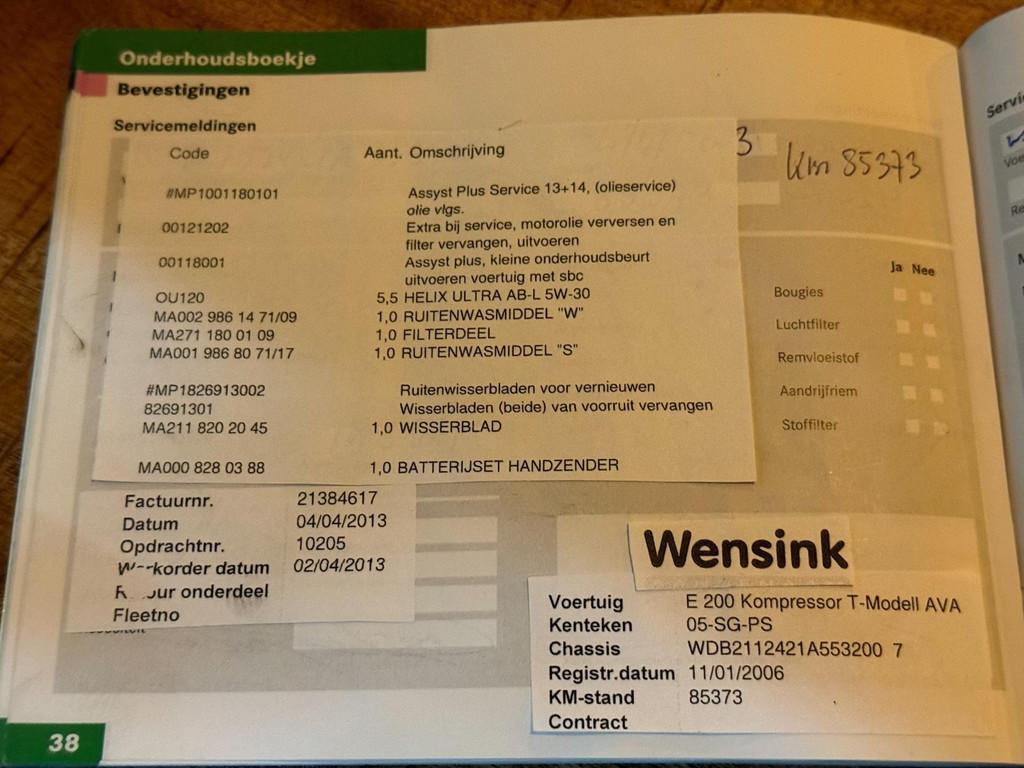 Onderhoudsboekje
Bevestigingen
Servicemeldingen
Code Aant. Omschrijving
#MP1001180101 Assyst Plus Service 13+14, (olieservice)
olie vlgs.
00121202 Extra bij service, motorolie verversen en
filter vervangen, uitvoeren
00118001 Assyst plus, kleine onderhoudsbeurt
uitvoeren voertuig met sbc
OU120 5,5 HELIX ULTRA AB-L 5W-30
MA002 986 14 71/09 1,0 RUITENWASMIDDEL "W"
MA271 180 01 09 1,0 FILTERDEEL
MA001 986 80 71/17 1,0 RUITENWASMIDDEL "S"
#MP1826913002 Ruitenwisserbladen voor vernieuwen
82691301 Wisserbladen (beide) van voorruit vervangen
MA211 820 20 45 1,0 WISSERBLAD
MA000 828 03 88 1,0 BATTERIJSET HANDZENDER
3
Km 85373
Ja Nee
Bougies
Luchtfilter
Remvloeistof
Aandrijfriem
Stoffilter
Factuurnr. 21384617
Datum 04/04/2013
Opdrachtnr. 10205
datum 02/04/2013
onderdeel
Fleetno
Wensink
Voertuig E 200 Kompressor T-Modell AVA
Kenteken 05-SG-PS
Chassis WDB2112421A553200 7
Registr.datum 11/01/2006
KM-stand 85373
Contract
38